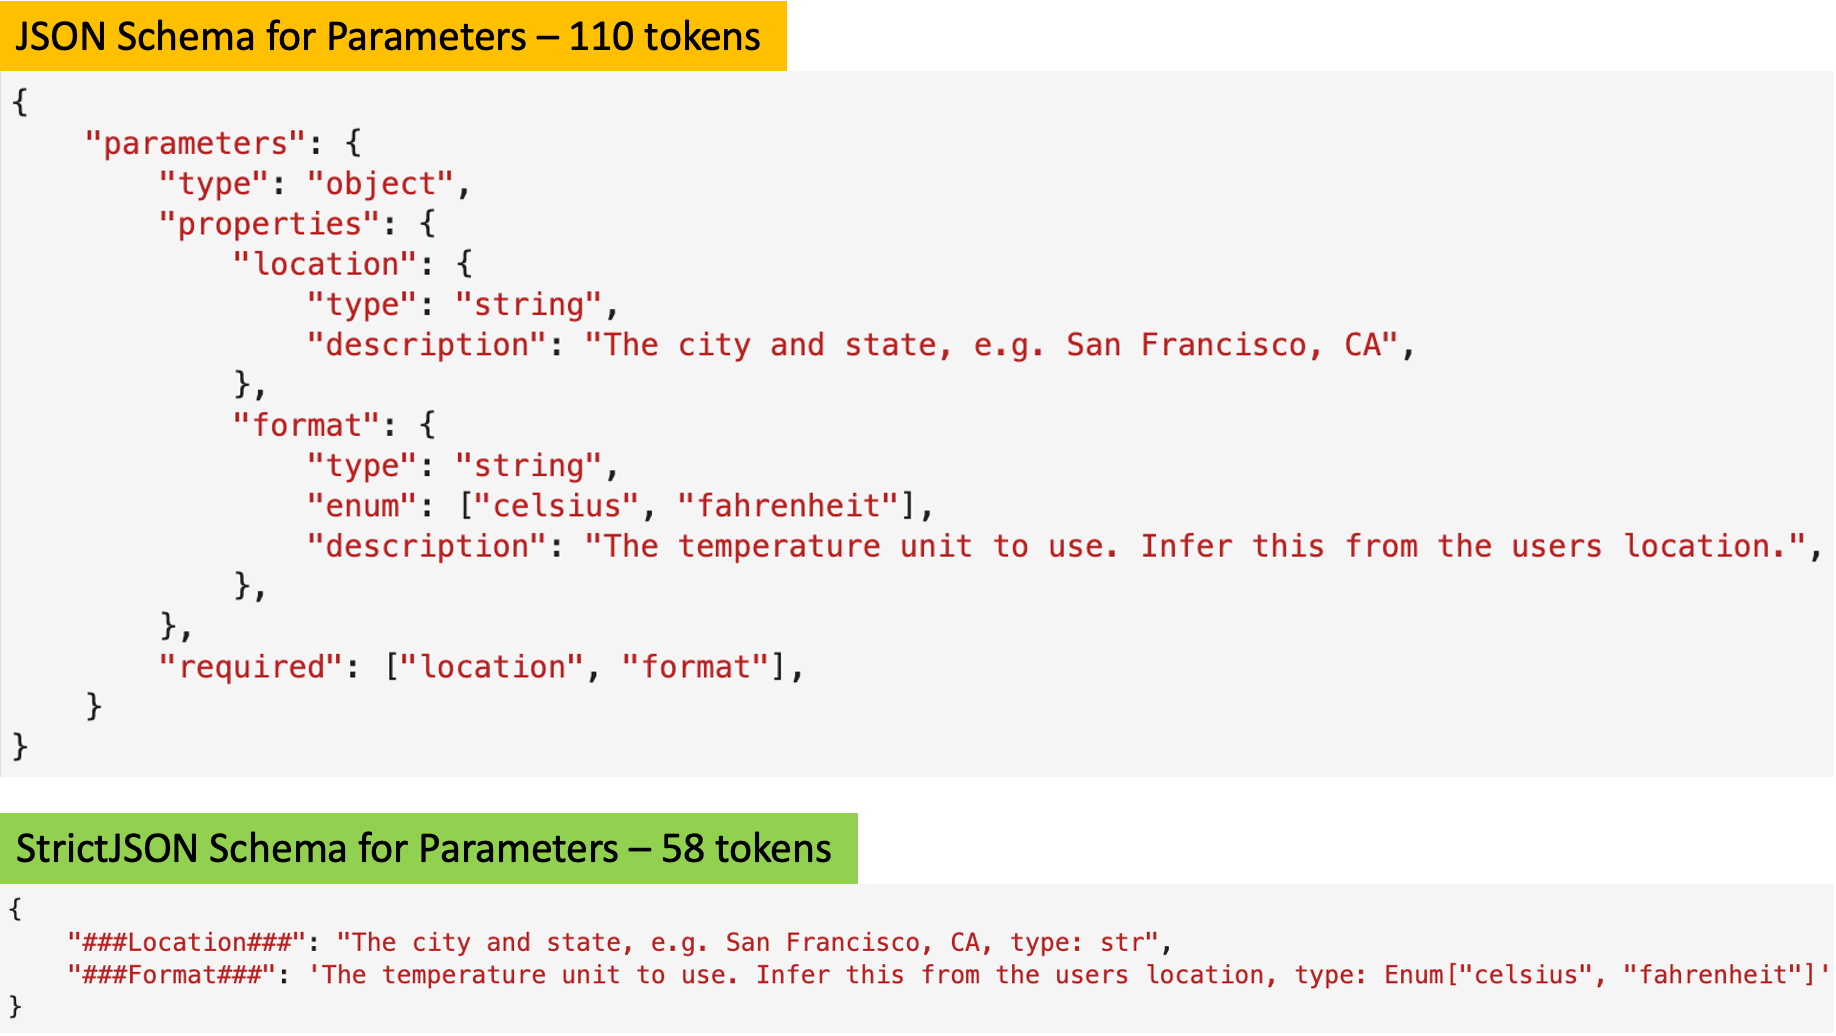 JSON Schema for Parameters – 110 tokens
{
    "parameters": {
        "type": "object",
        "properties": {
            "location": {
                "type": "string",
                "description": "The city and state, e.g. San Francisco, CA",
            },
            "format": {
                "type": "string",
                "enum": ["celsius", "fahrenheit"],
                "description": "The temperature unit to use. Infer this from the users location.",
            },
        },
        "required": ["location", "format"],
    }
}
StrictJSON Schema for Parameters – 58 tokens
{
    "###Location###": "The city and state, e.g. San Francisco, CA, type: str",
    "###Format###": 'The temperature unit to use. Infer this from the users location, type: Enum["celsius", "fahrenheit"]'
}